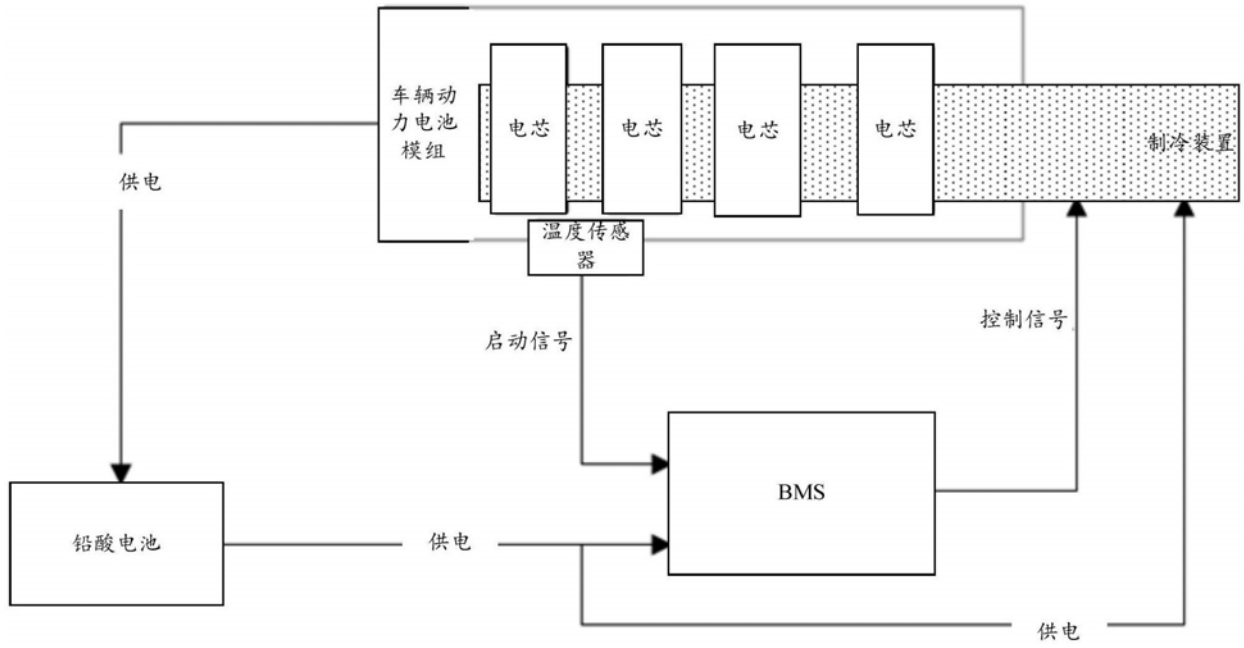 车辆动
力电池
模组
电芯
电芯
电芯
电芯
制冷装置
供电
温度传感
器
启动信号
控制信号
BMS
铅酸电池
供电
供电